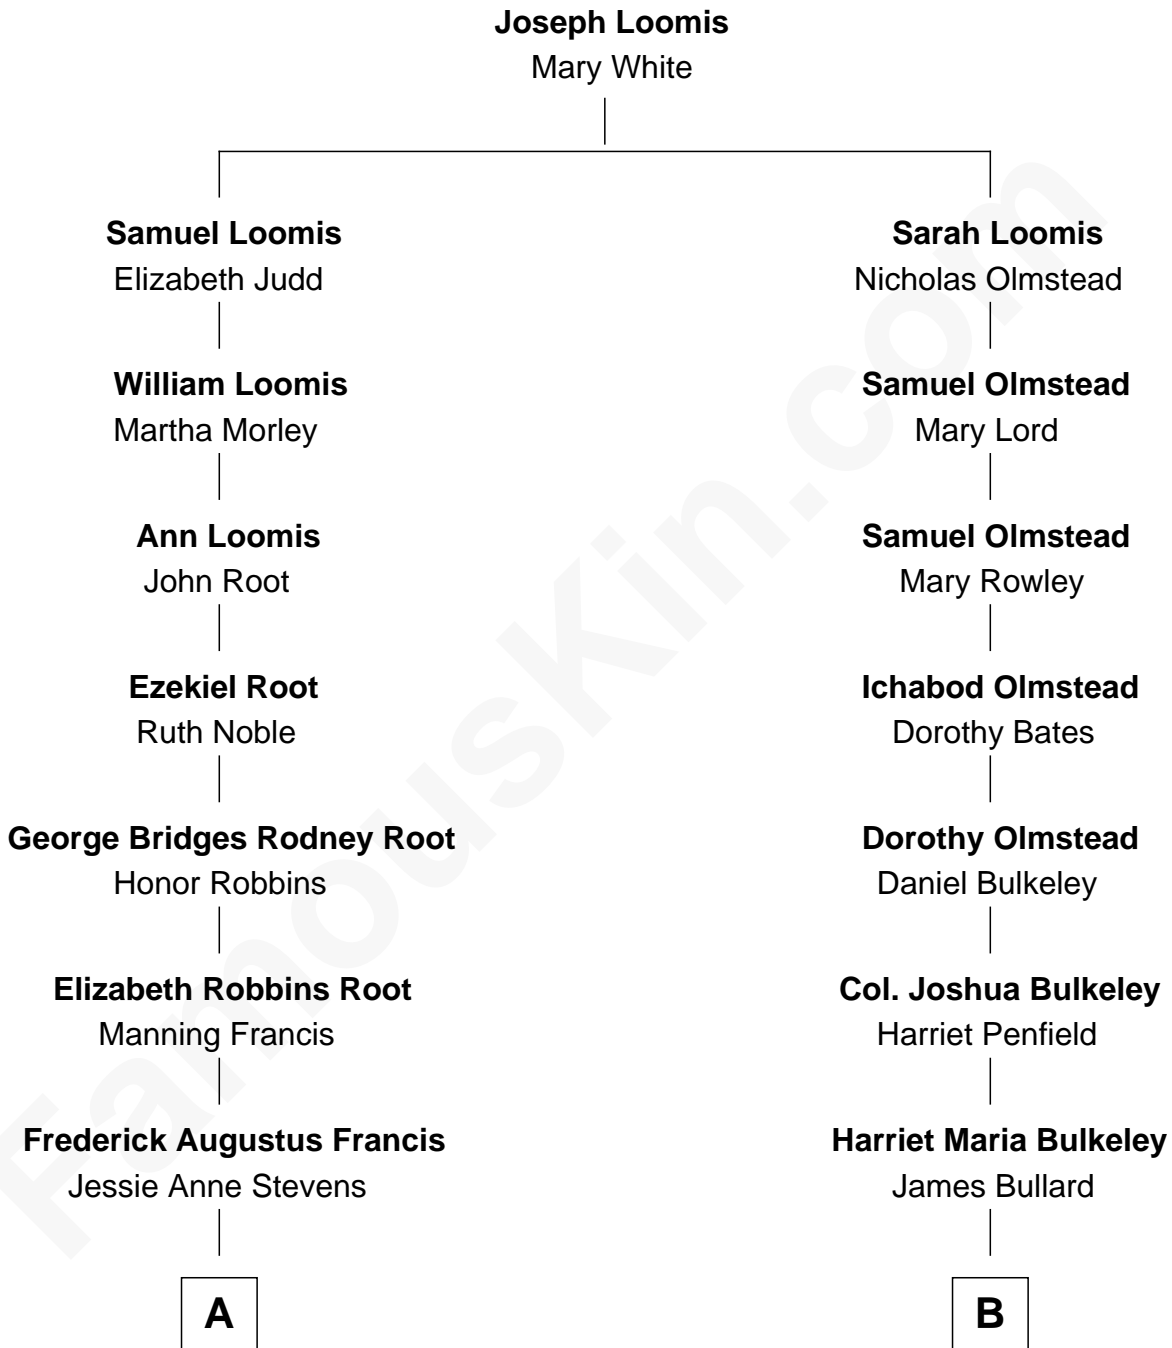 Joseph Loomis
Mary White
Samuel Loomis
Elizabeth Judd
Sarah Loomis
Nicholas Olmstead
William Loomis
Martha Morley
Samuel Olmstead
Mary Lord
Ann Loomis
John Root
Samuel Olmstead
Mary Rowley
Ezekiel Root
Ruth Noble
Ichabod Olmstead
Dorothy Bates
George Bridges Rodney Root
Honor Robbins
Dorothy Olmstead
Daniel Bulkeley
Elizabeth Robbins Root
Manning Francis
Col. Joshua Bulkeley
Harriet Penfield
Frederick Augustus Francis
Jessie Anne Stevens
Harriet Maria Bulkeley
James Bullard
A
B
FamousKin.com